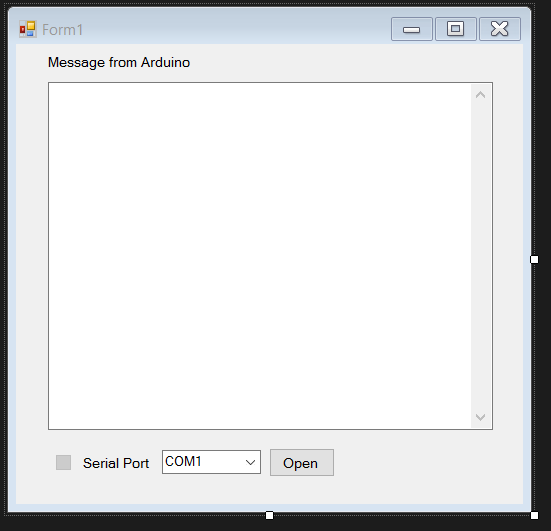 Form1
Message from Arduino
Serial Port COM1 Open